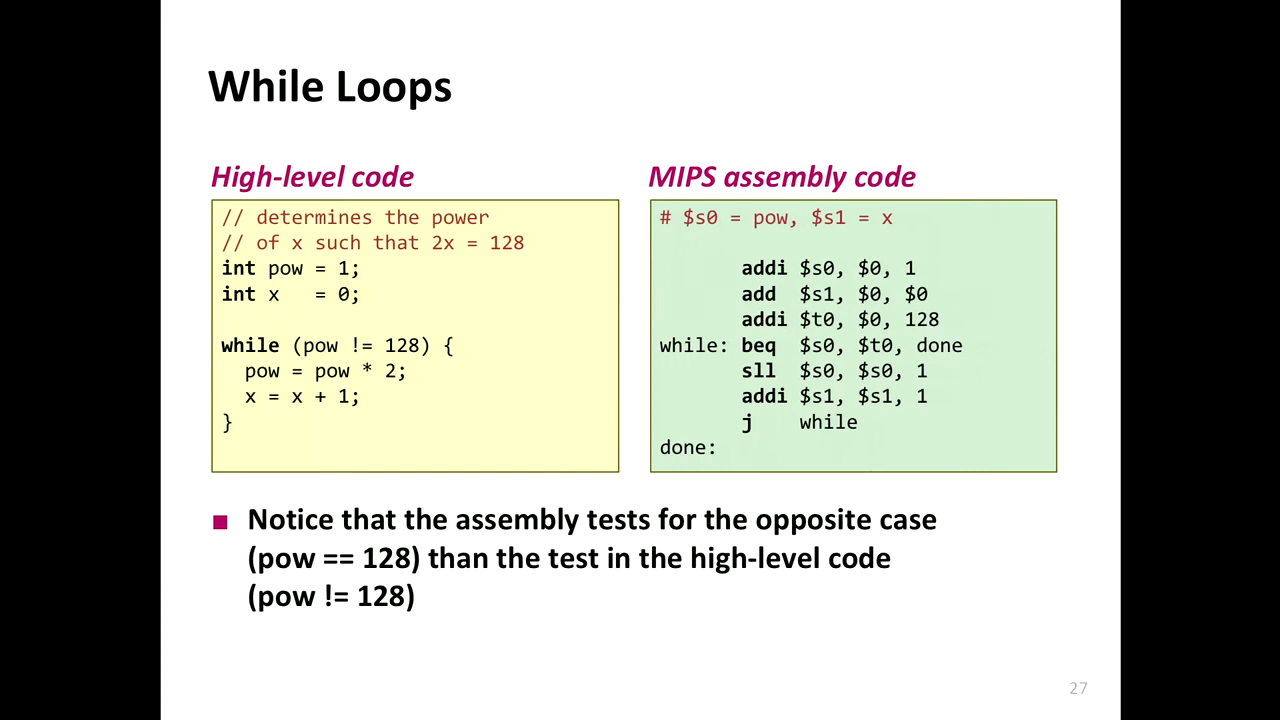 While Loops
High-level code
// determines the power
// of x such that 2x = 128
int pow = 1;
int x   = 0;
while (pow != 128) {
  pow = pow * 2;
  x = x + 1;
}
MIPS assembly code
# $s0 = pow, $s1 = x
       addi $s0, $0, 1
       add  $s1, $0, $0
       addi $t0, $0, 128
while: beq  $s0, $t0, done
       sll  $s0, $s0, 1
       addi $s1, $s1, 1
       j    while
done:
■ Notice that the assembly tests for the opposite case
(pow == 128) than the test in the high-level code
(pow != 128)
27